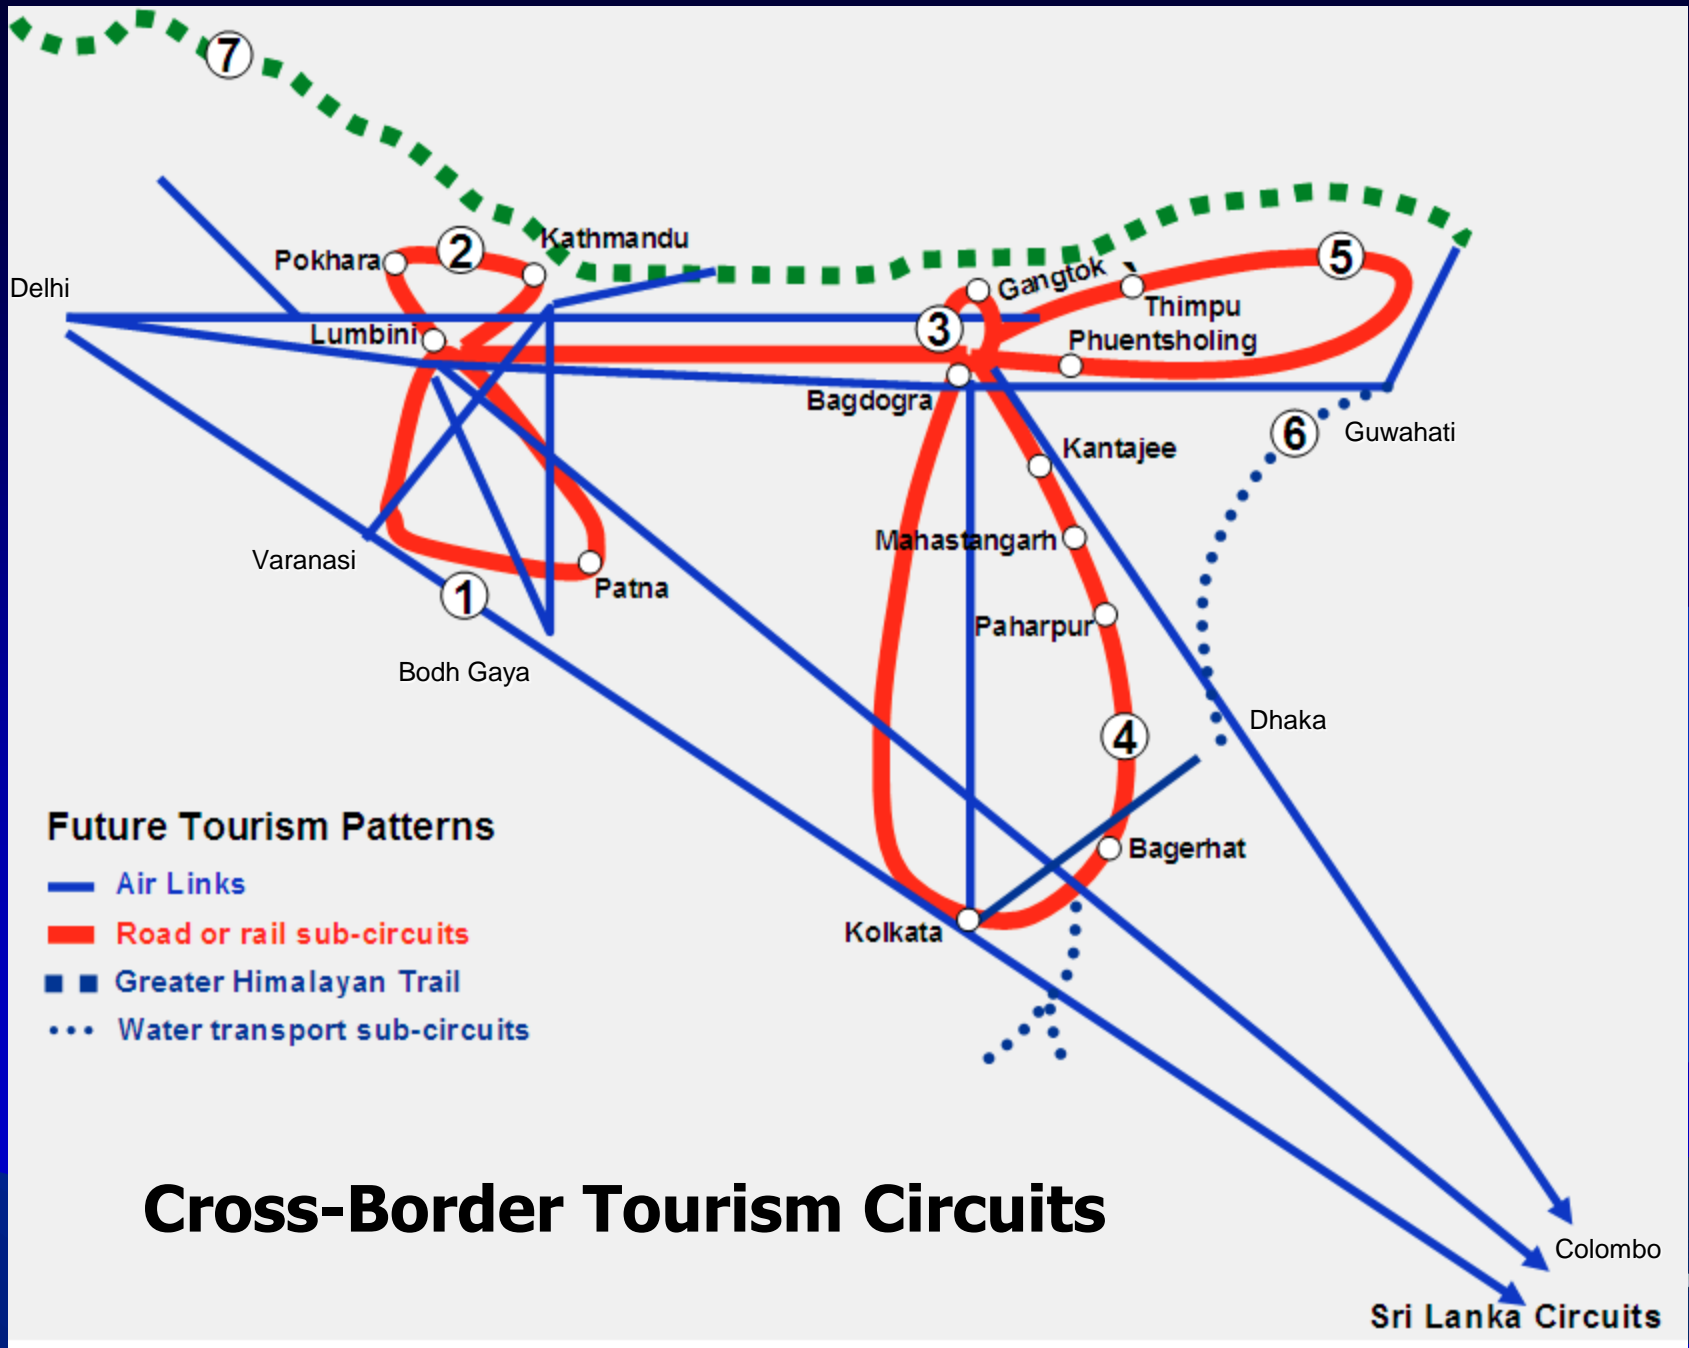 7
Kathmandu
2
Pokhara
5
Gangtok
Delhi
Thimpu
3
Lumbini
Phuentsholing
Bagdogra
6
Guwahati
Kantajee
Mahastangarh
Varanasi
Patna
1
Paharpur
Bodh Gaya
Dhaka
4
Future Tourism Patterns
Bagerhat
Air Links
Kolkata
Road or rail sub-circuits
Greater Himalayan Trail
Water transport sub-circuits
Cross-Border Tourism Circuits
Colombo
Sri Lanka Circuits